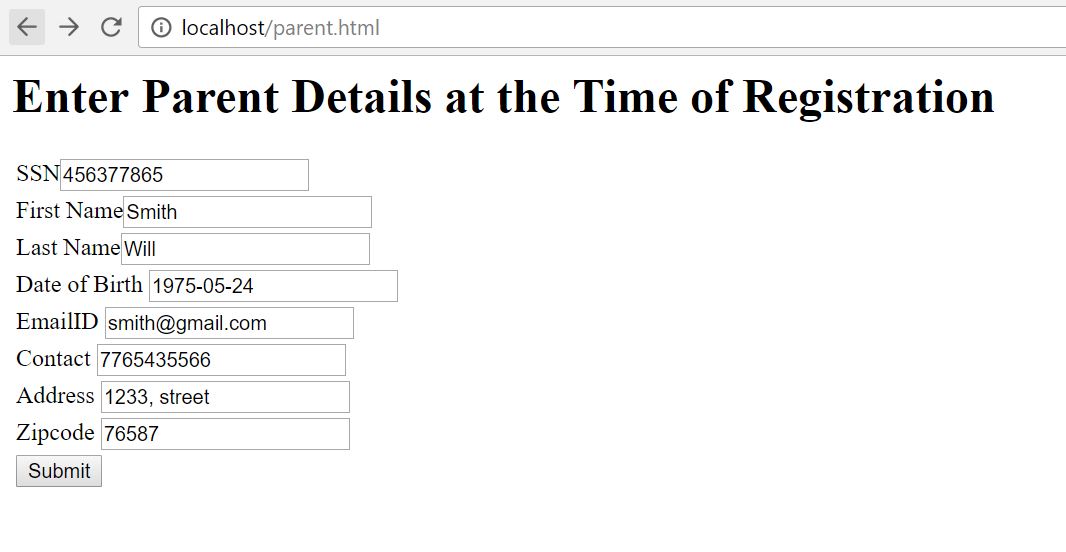 localhost/parent.html
Enter Parent Details at the Time of Registration
SSN 456377865
First Name Smith
Last Name Will
Date of Birth 1975-05-24
EmailID smith@gmail.com
Contact 7765435566
Address 1233, street
Zipcode 76587
Submit